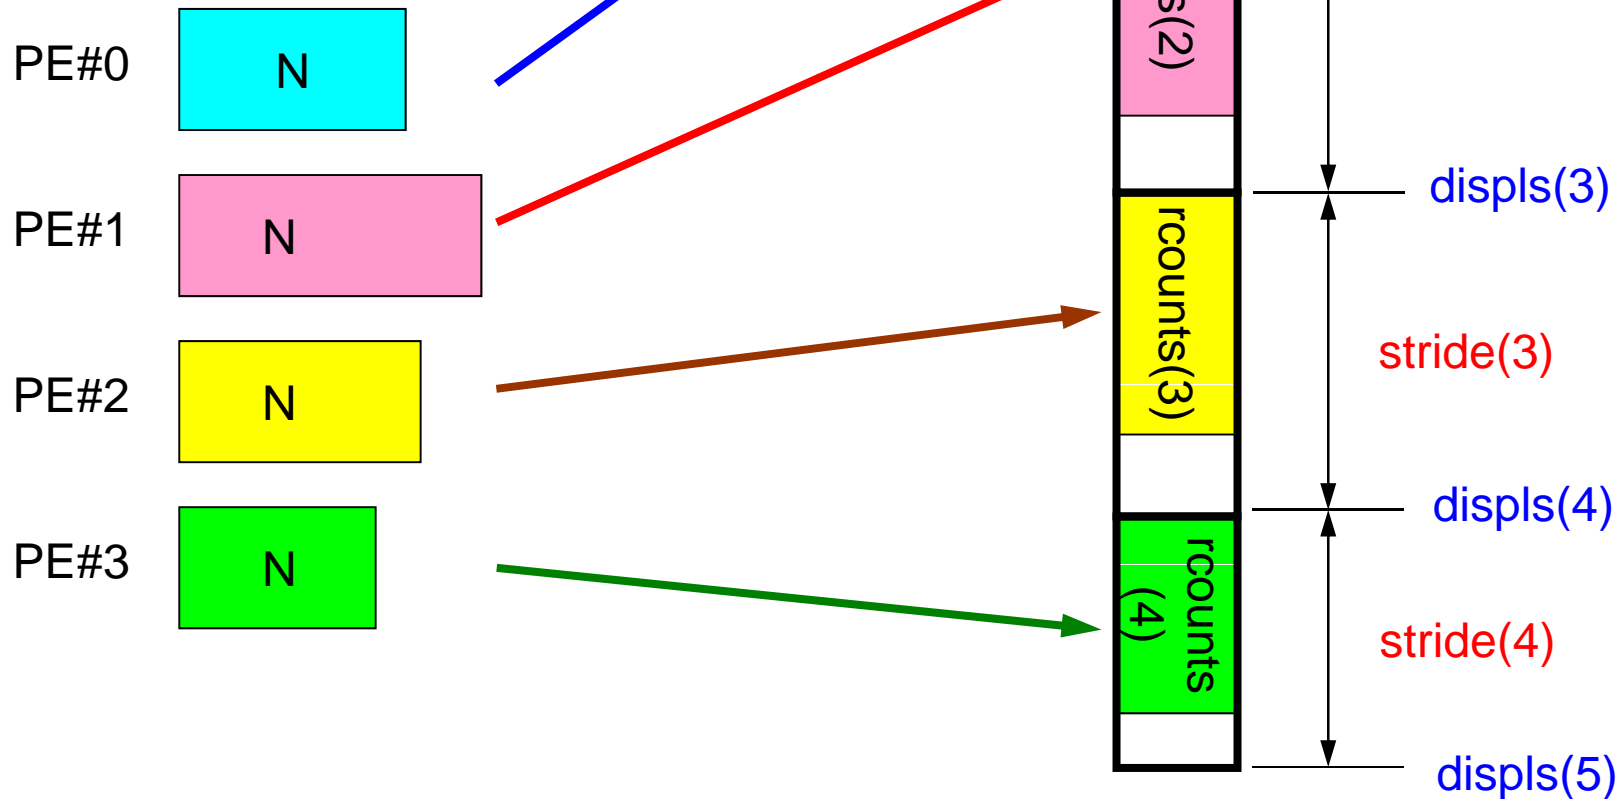 PE#0
N
PE#1
N
PE#2
N
PE#3
N
s(2)
rcounts(3)
rcounts
(4)
displs(3)
stride(3)
displs(4)
stride(4)
displs(5)